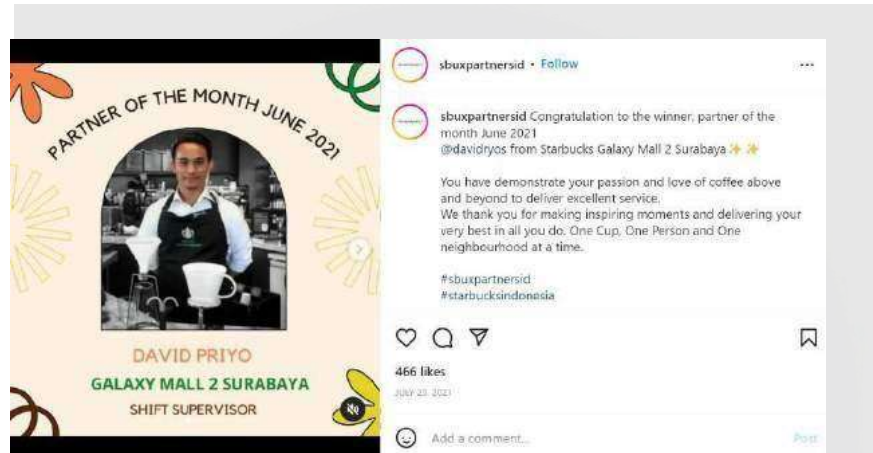 PARTNER OF THE MONTH JUNE 2021
DAVID PRIYO
GALAXY MALL 2 SURABAYA
SHIFT SUPERVISOR
sbuxpartnersid • Follow
sbuxpartnersid Congratulation to the winner, partner of the
month June 2021
@davidryos from Starbucks Galaxy Mall 2 Surabaya✨ ✨
You have demonstrate your passion and love of coffee above
and beyond to deliver excellent service.
We thank you for making inspiring moments and delivering your
very best in all you do. One Cup, One Person and One
neighbourhood at a time.
#sbuxpartnersid
#starbucksindonesia
466 likes
Add a comment...
Post